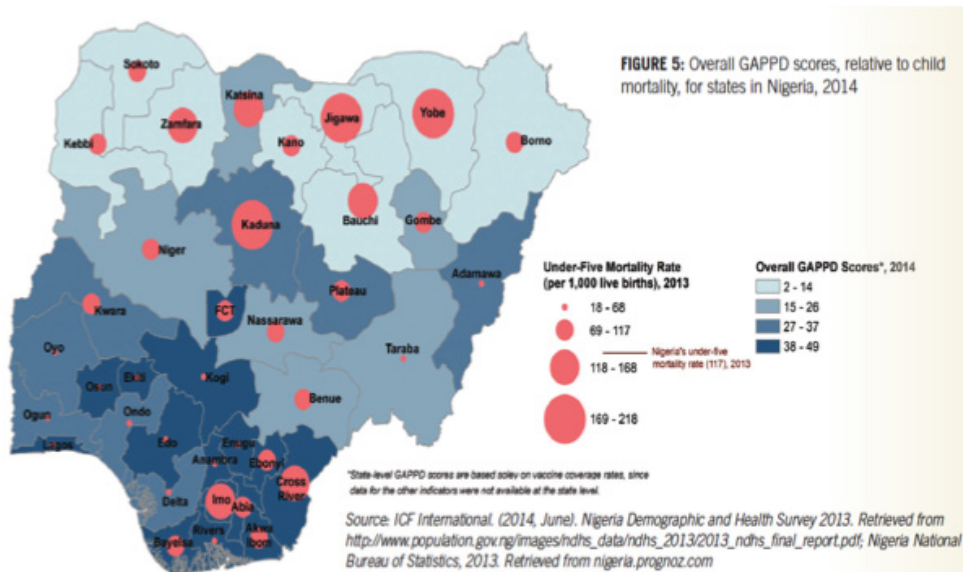 FIGURE 5: Overall GAPPD scores, relative to child
mortality, for states in Nigeria, 2014
Sokoto
Katsina
Zamfara
Jigawa
Yobe
Kebbi
Kano
Borno
Bauchi
Gombe
Kaduna
Niger
Adamawa
Plateau
Kwara
FCT
Nassarawa
Taraba
Oyo
Osun
Ekiti
Kogi
Benue
Ogun
Ondo
Lagos
Edo
Enugu
Anambra
Ebonyi
Cross
River
Delta
Imo
Abia
Rivers
Akwa
Ibom
Bayelsa
Under-Five Mortality Rate
(per 1,000 live births), 2013
18 - 68
69 - 117
Nigeria's under-five
mortality rate (117), 2013
118 - 168
169 - 218
Overall GAPPD Scores*, 2014
2 - 14
15 - 26
27 - 37
38 - 49
*State-level GAPPD scores are based soley on vaccine coverage rates, since
data for the other indicators were not available at the state level.
Source: ICF International. (2014, June). Nigeria Demographic and Health Survey 2013. Retrieved from
http://www.population.gov.ng/images/ndhs_data/ndhs_2013/2013_ndhs_final_report.pdf; Nigeria National
Bureau of Statistics, 2013. Retrieved from nigeria.prognoz.com